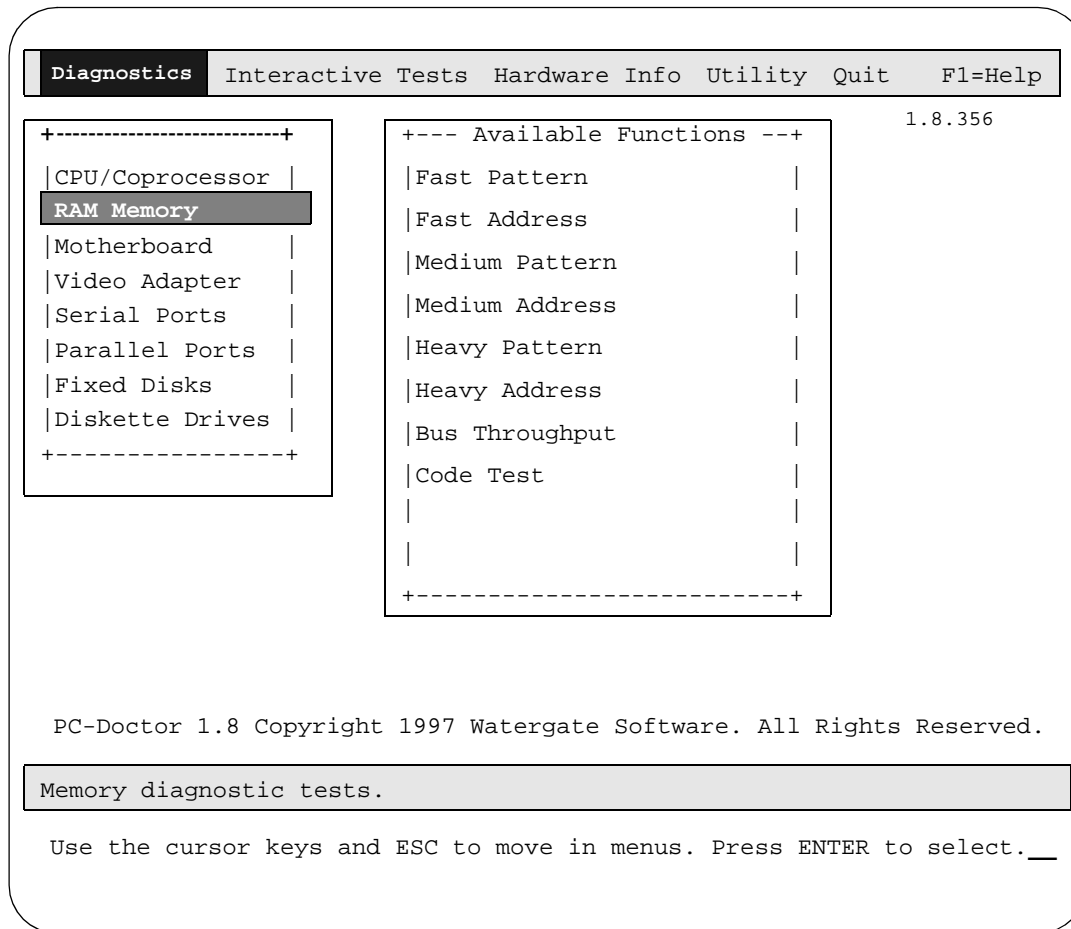 Diagnostics Interactive Tests Hardware Info Utility Quit F1=Help
1.8.356
+----------------------------+
|CPU/Coprocessor |
RAM Memory
|Motherboard |
|Video Adapter |
|Serial Ports |
|Parallel Ports |
|Fixed Disks |
|Diskette Drives |
+-----------------+
+--- Available Functions --+
|Fast Pattern |
|Fast Address |
|Medium Pattern |
|Medium Address |
|Heavy Pattern |
|Heavy Address |
|Bus Throughput |
|Code Test |
| |
| |
+--------------------------+
PC-Doctor 1.8 Copyright 1997 Watergate Software. All Rights Reserved.
Memory diagnostic tests.
Use the cursor keys and ESC to move in menus. Press ENTER to select.__